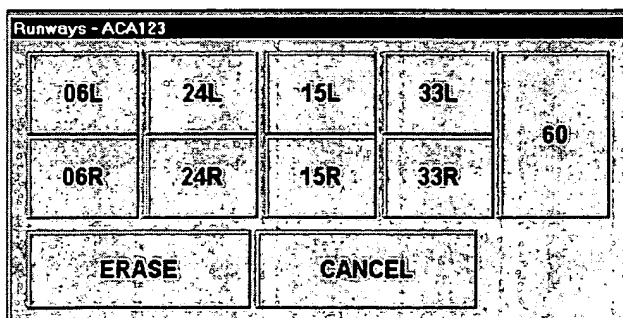 Runways - ACA123
06L 24L 15L 33L
60
06R 24R 15R 33R
ERASE CANCEL